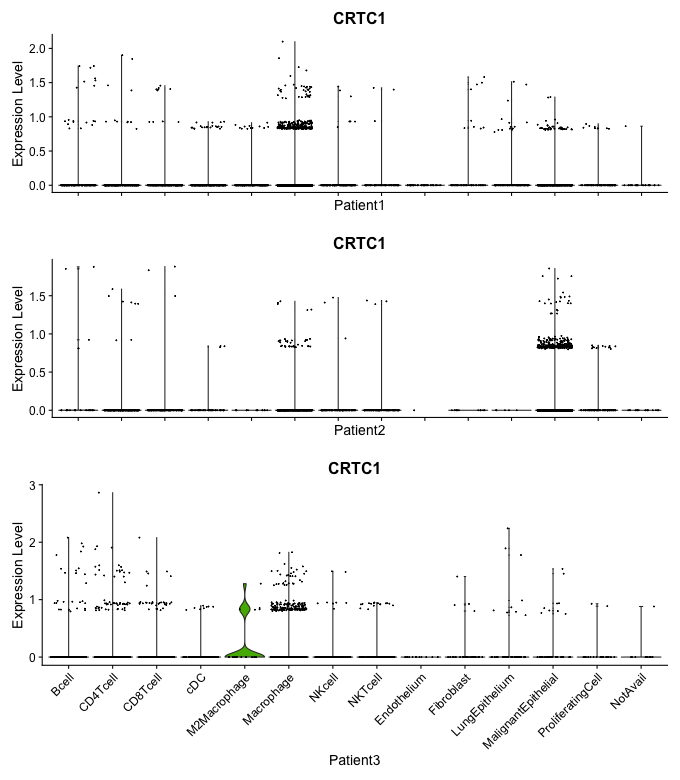 CRTC1
Expression Level
2.0
1.5
1.0
0.5
0.0
Patient1
CRTC1
Expression Level
1.5
1.0
0.5
0.0
Patient2
CRTC1
Expression Level
3
2
1
0
Bcell
CD4Tcell
CD8Tcell
cDC
M2Macrophage
Macrophage
NKcell
NKTcell
Endothelium
Fibroblast
LungEpithelium
MalignantEpithelial
ProliferatingCell
NotAvail
Patient3